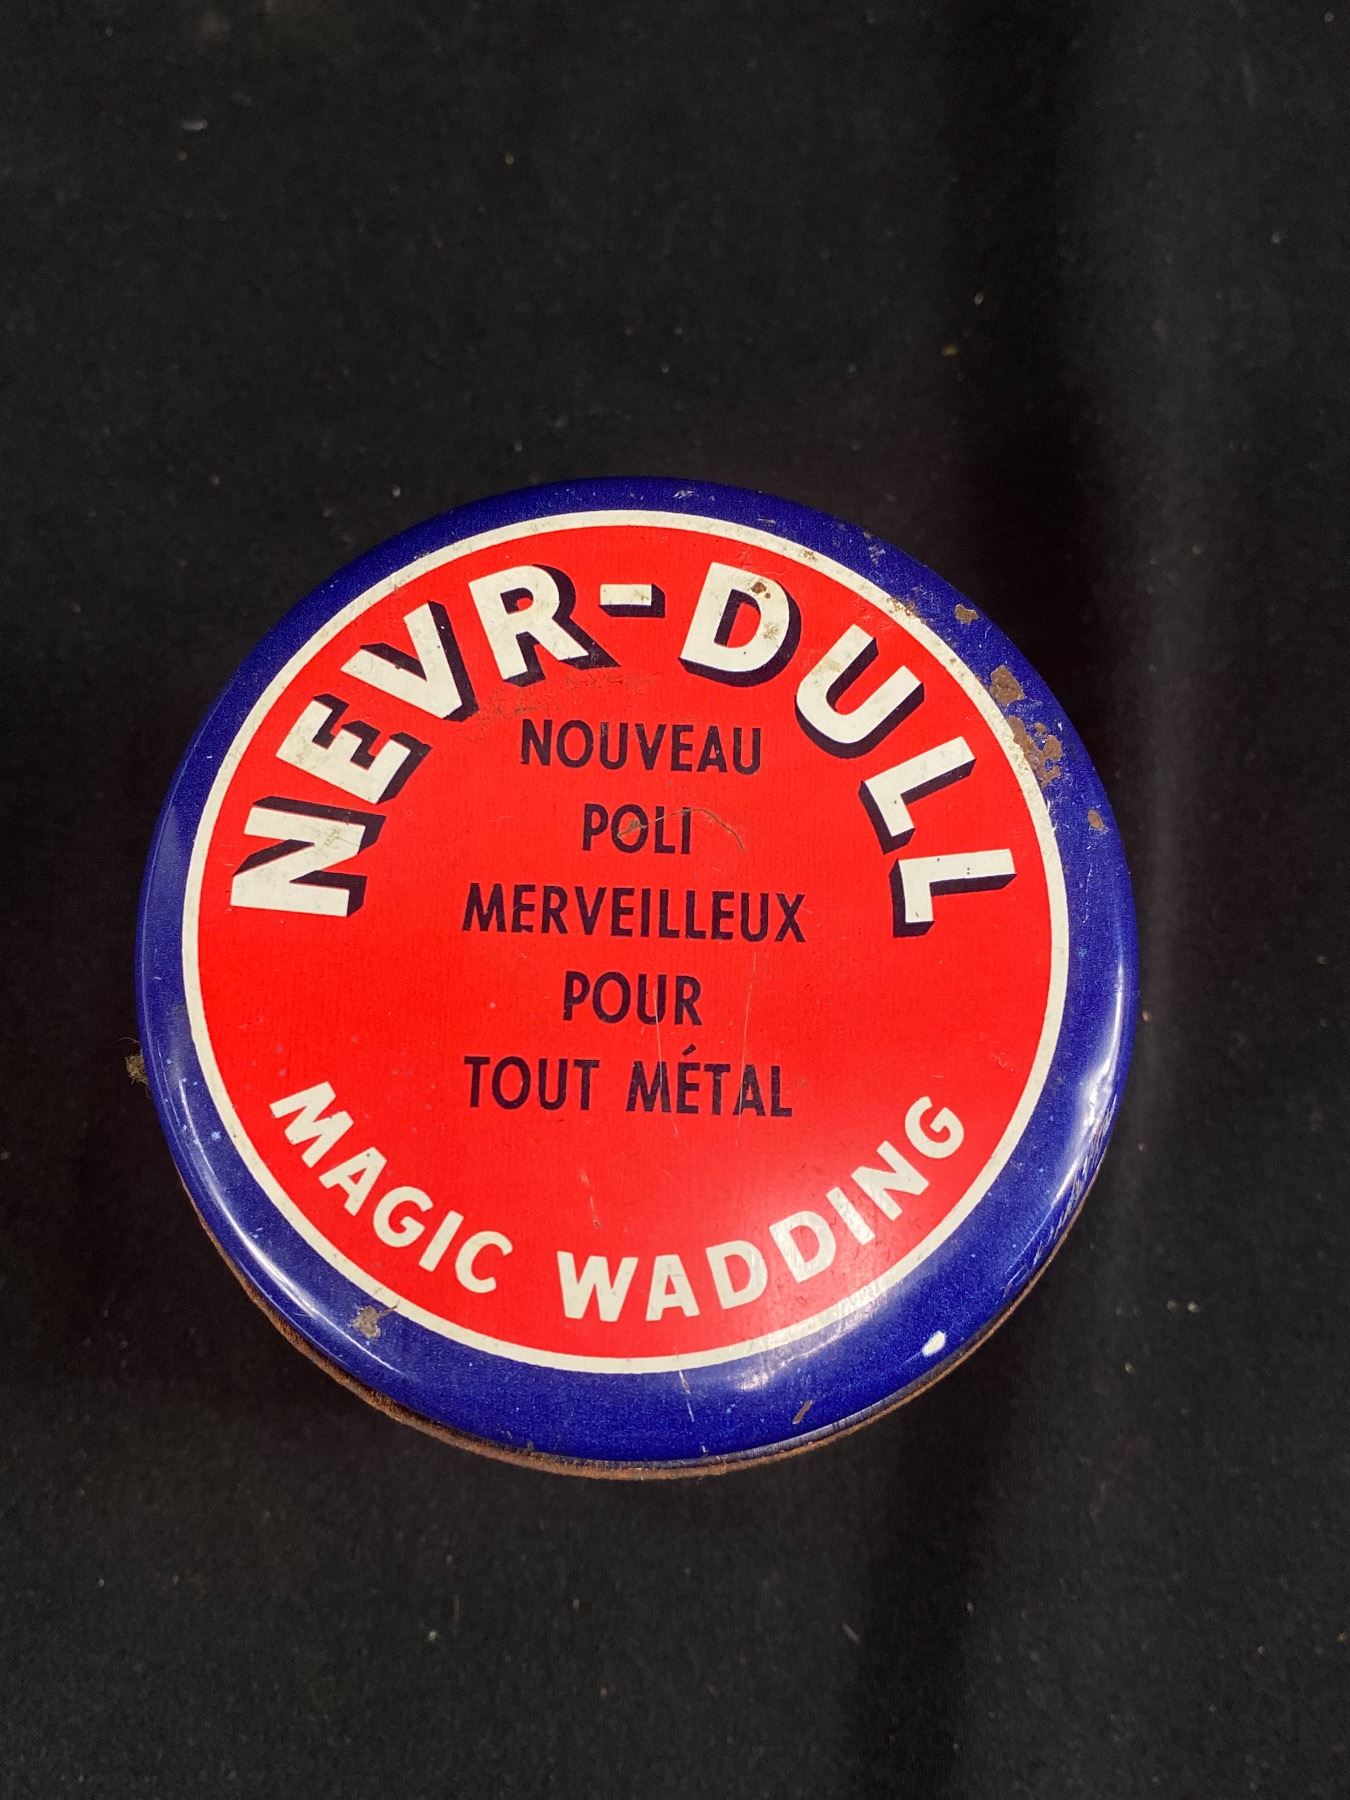 NEVR-DULL
NOUVEAU
POLI
MERVEILLEUX
POUR
TOUT MÉTAL
MAGIC WADDING